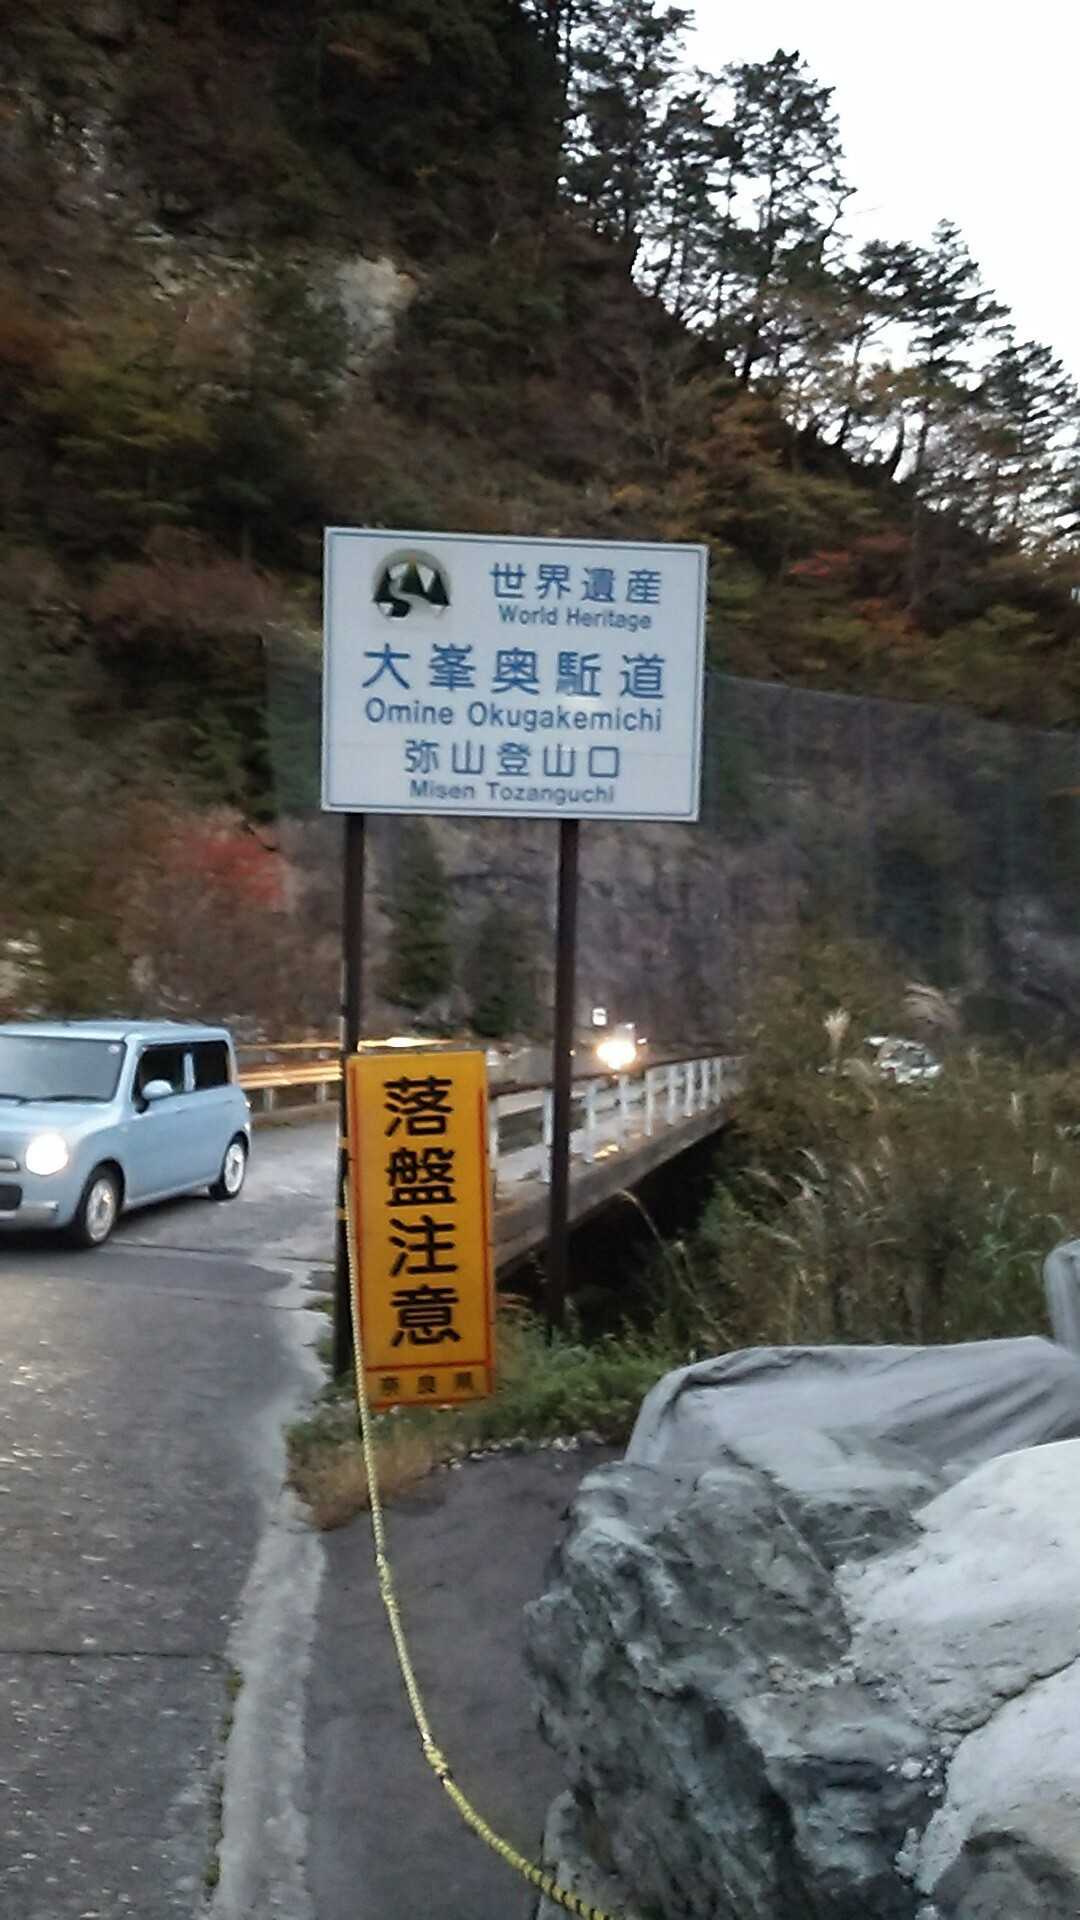 世界遺産
World Heritage
大峯奥駈道
Omine Okugakemichi
弥山登山口
Misen Tozanguchi
落盤注意
奈良県